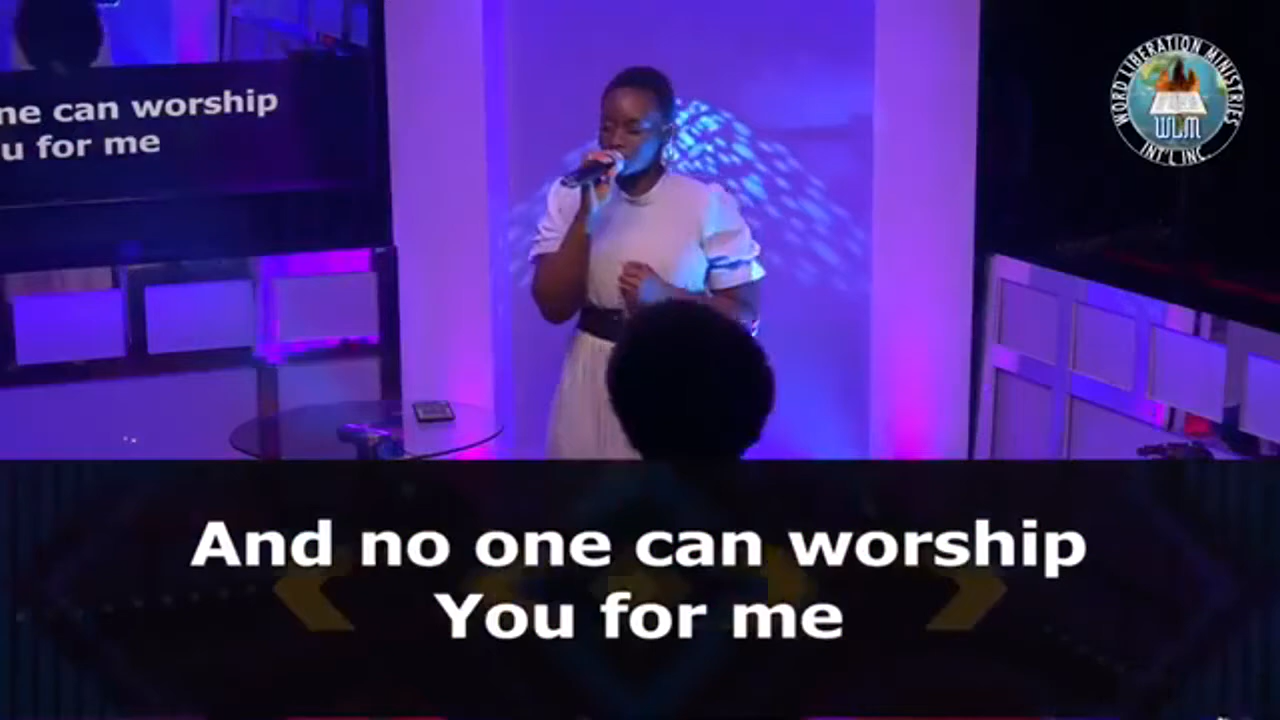 ne can worship
u for me
WORD LIBERATION MINISTRIES
WLM
INT'L INC.
And no one can worship
You for me